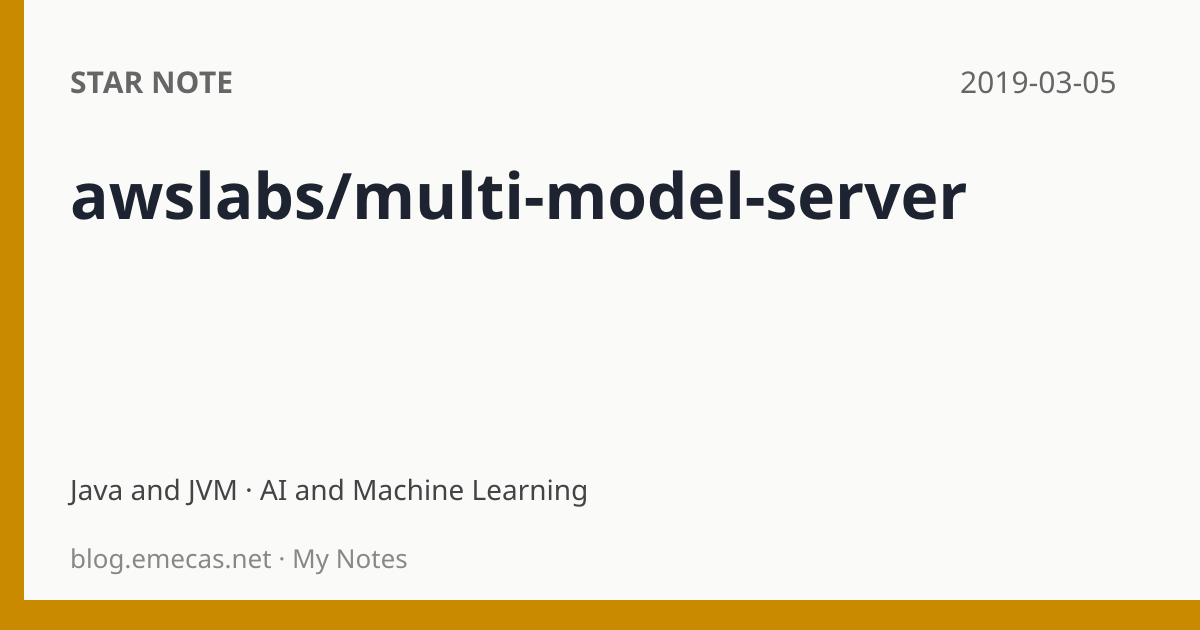 STAR NOTE
2019-03-05
awslabs/multi-model-server
Java and JVM · AI and Machine Learning
blog.emecas.net · My Notes